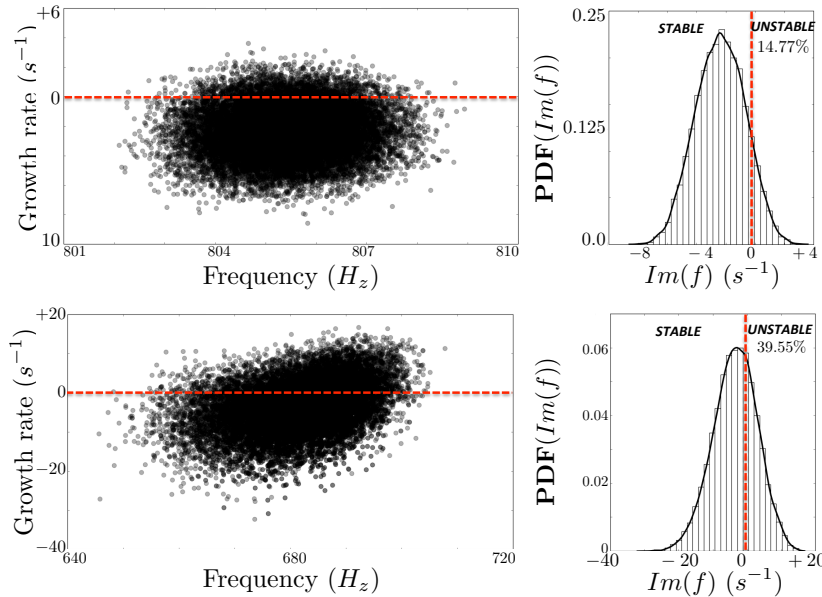 +6
Growth rate (s⁻¹)
0
10
801
804
807
810
Frequency (Hz)
0.25
STABLE
UNSTABLE
14.77%
PDF(Im(f))
0.125
0.0
−8
−4
0
+4
Im(f) (s⁻¹)
+20
Growth rate (s⁻¹)
0
−20
−40
640
660
680
700
720
Frequency (Hz)
STABLE
UNSTABLE
39.55%
0.06
PDF(Im(f))
0.04
0.02
0
−40
−20
0
+20
Im(f) (s⁻¹)